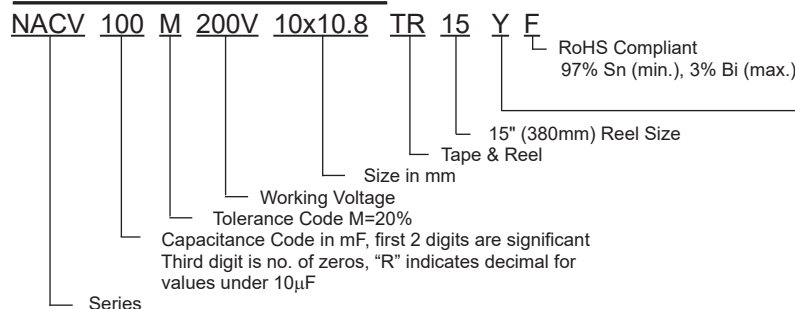 NACV 100 M 200V 10x10.8 TR 15 Y F
RoHS Compliant
97% Sn (min.), 3% Bi (max.)
15" (380mm) Reel Size
Tape & Reel
Size in mm
Working Voltage
Tolerance Code M=20%
Capacitance Code in mF, first 2 digits are significant
Third digit is no. of zeros, “R” indicates decimal for
values under 10μF
Series